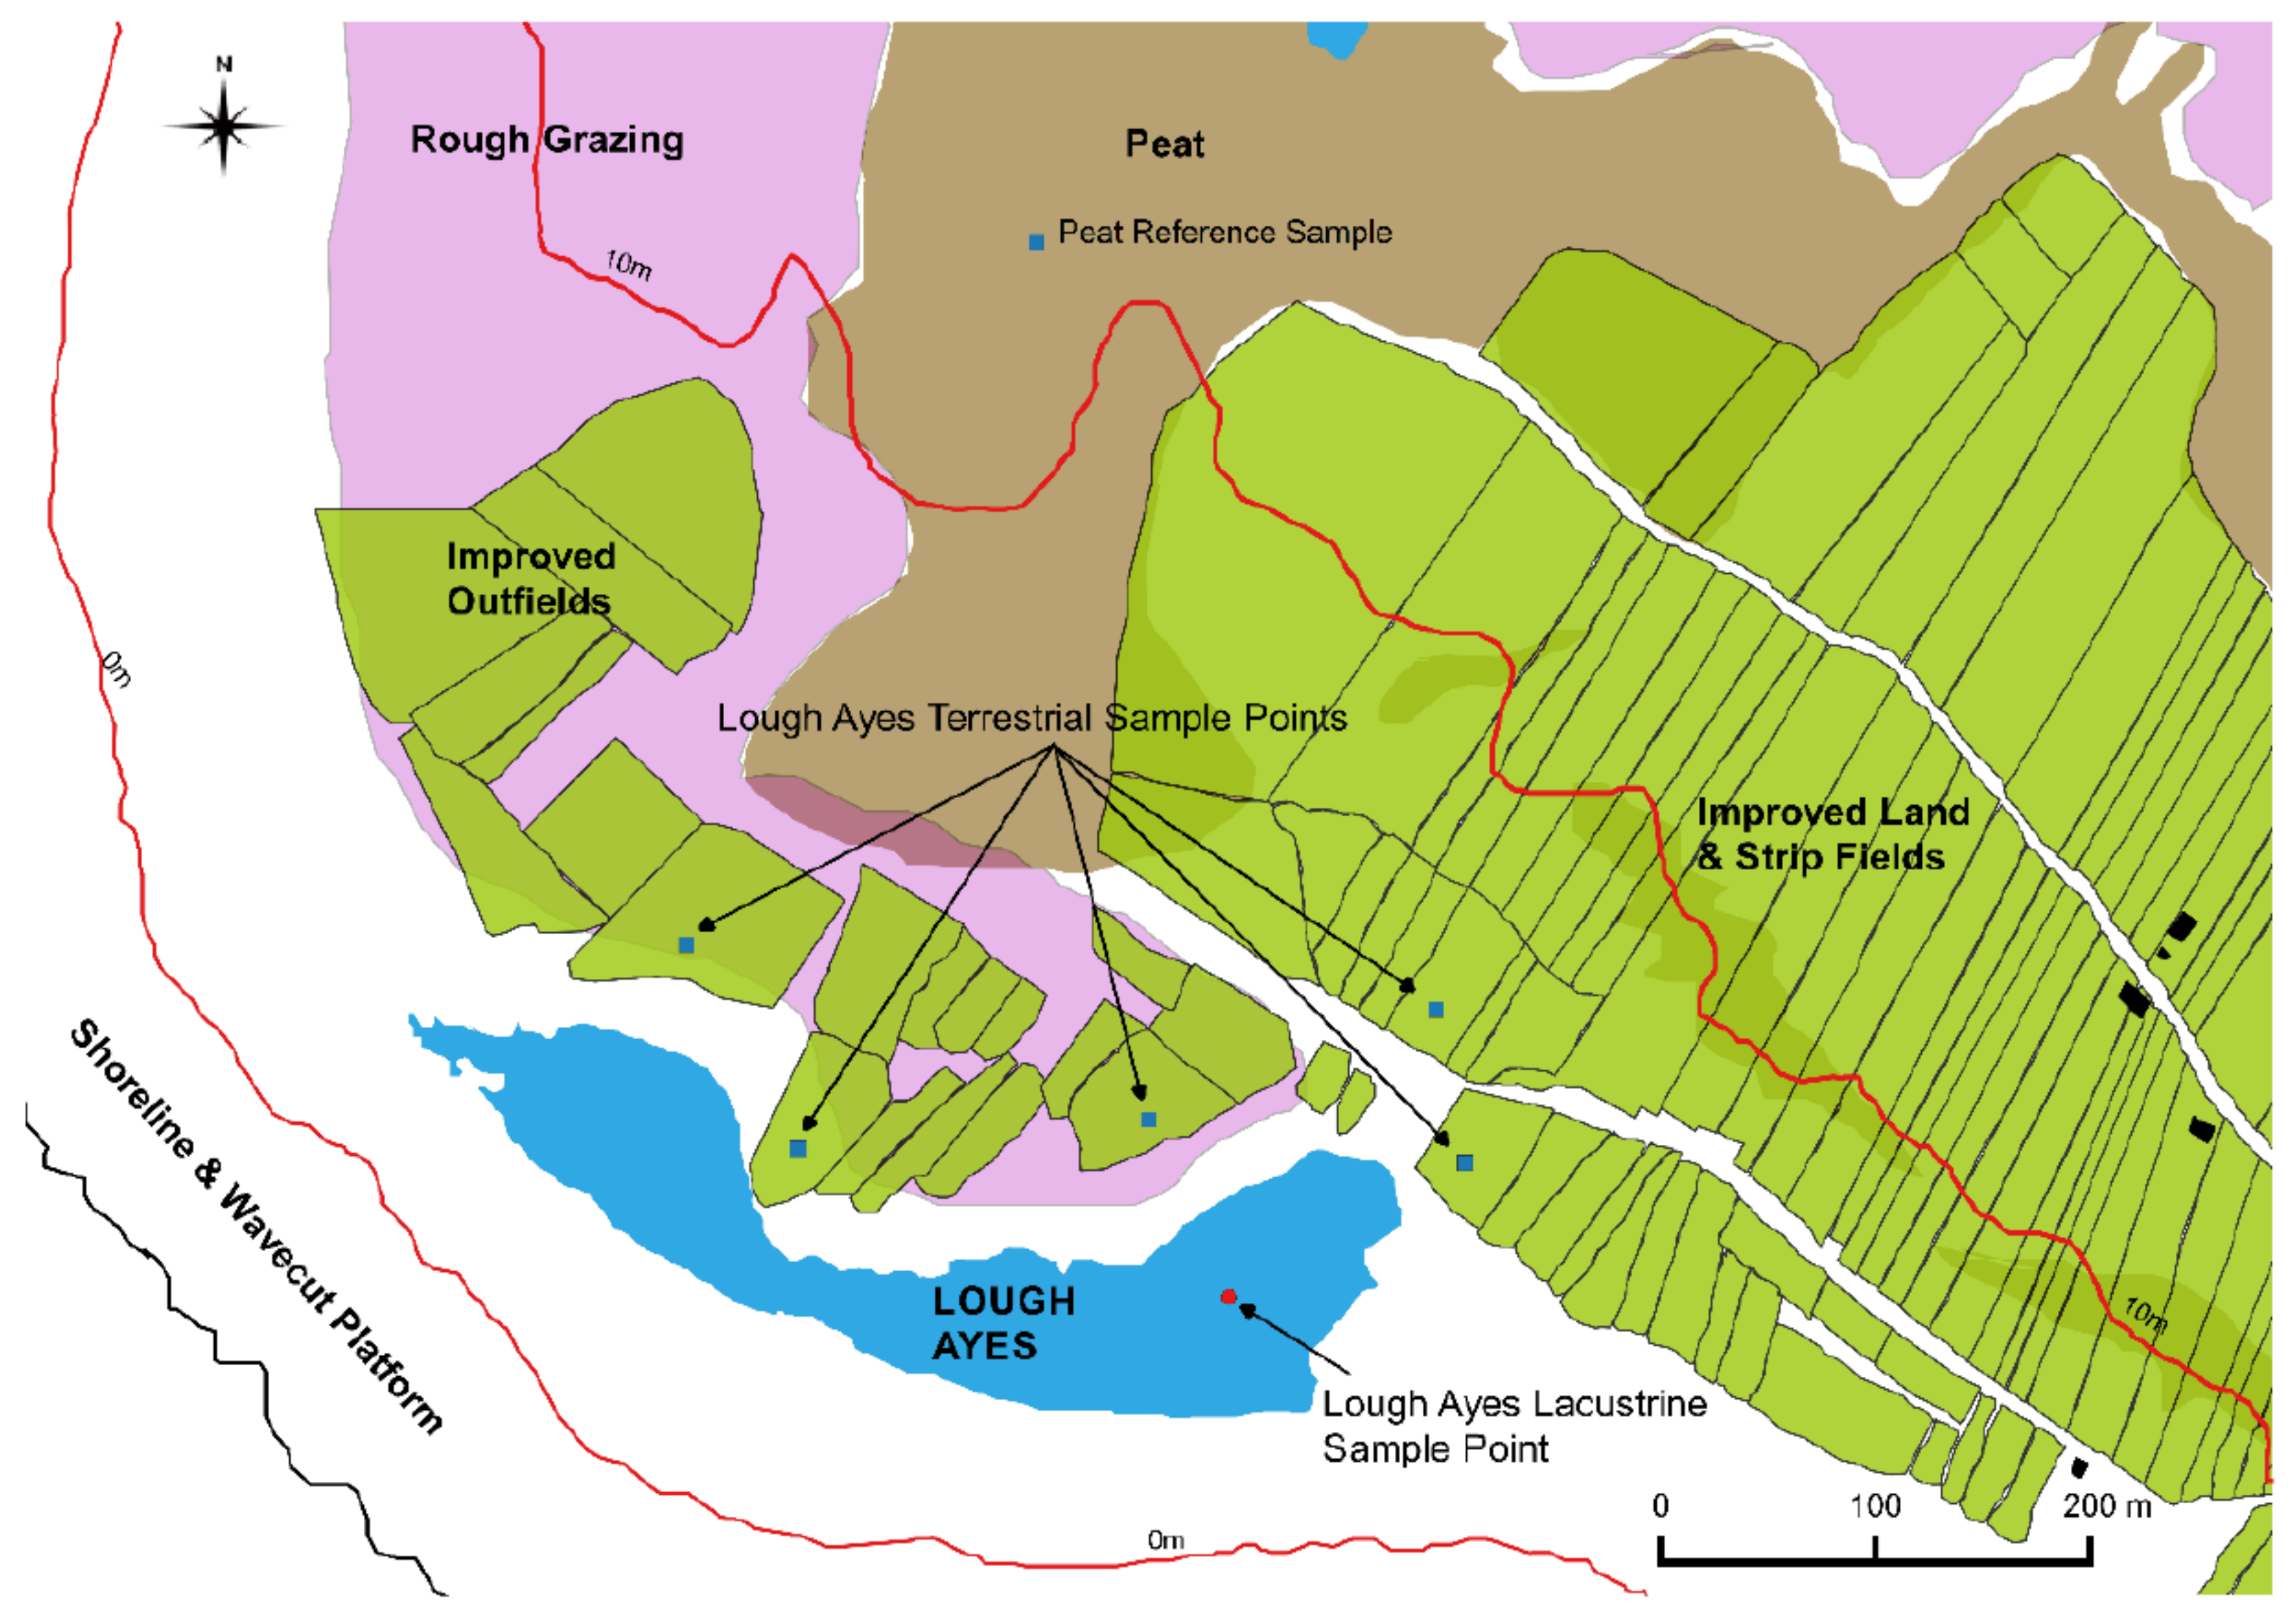 N
Rough Grazing
Peat
Peat Reference Sample
10m
Improved
Outfields
0m
Lough Ayes Terrestrial Sample Points
Improved Land
& Strip Fields
Shoreline & Wavecut Platform
LOUGH
AYES
10m
Lough Ayes Lacustrine
Sample Point
0 100 200 m
0m